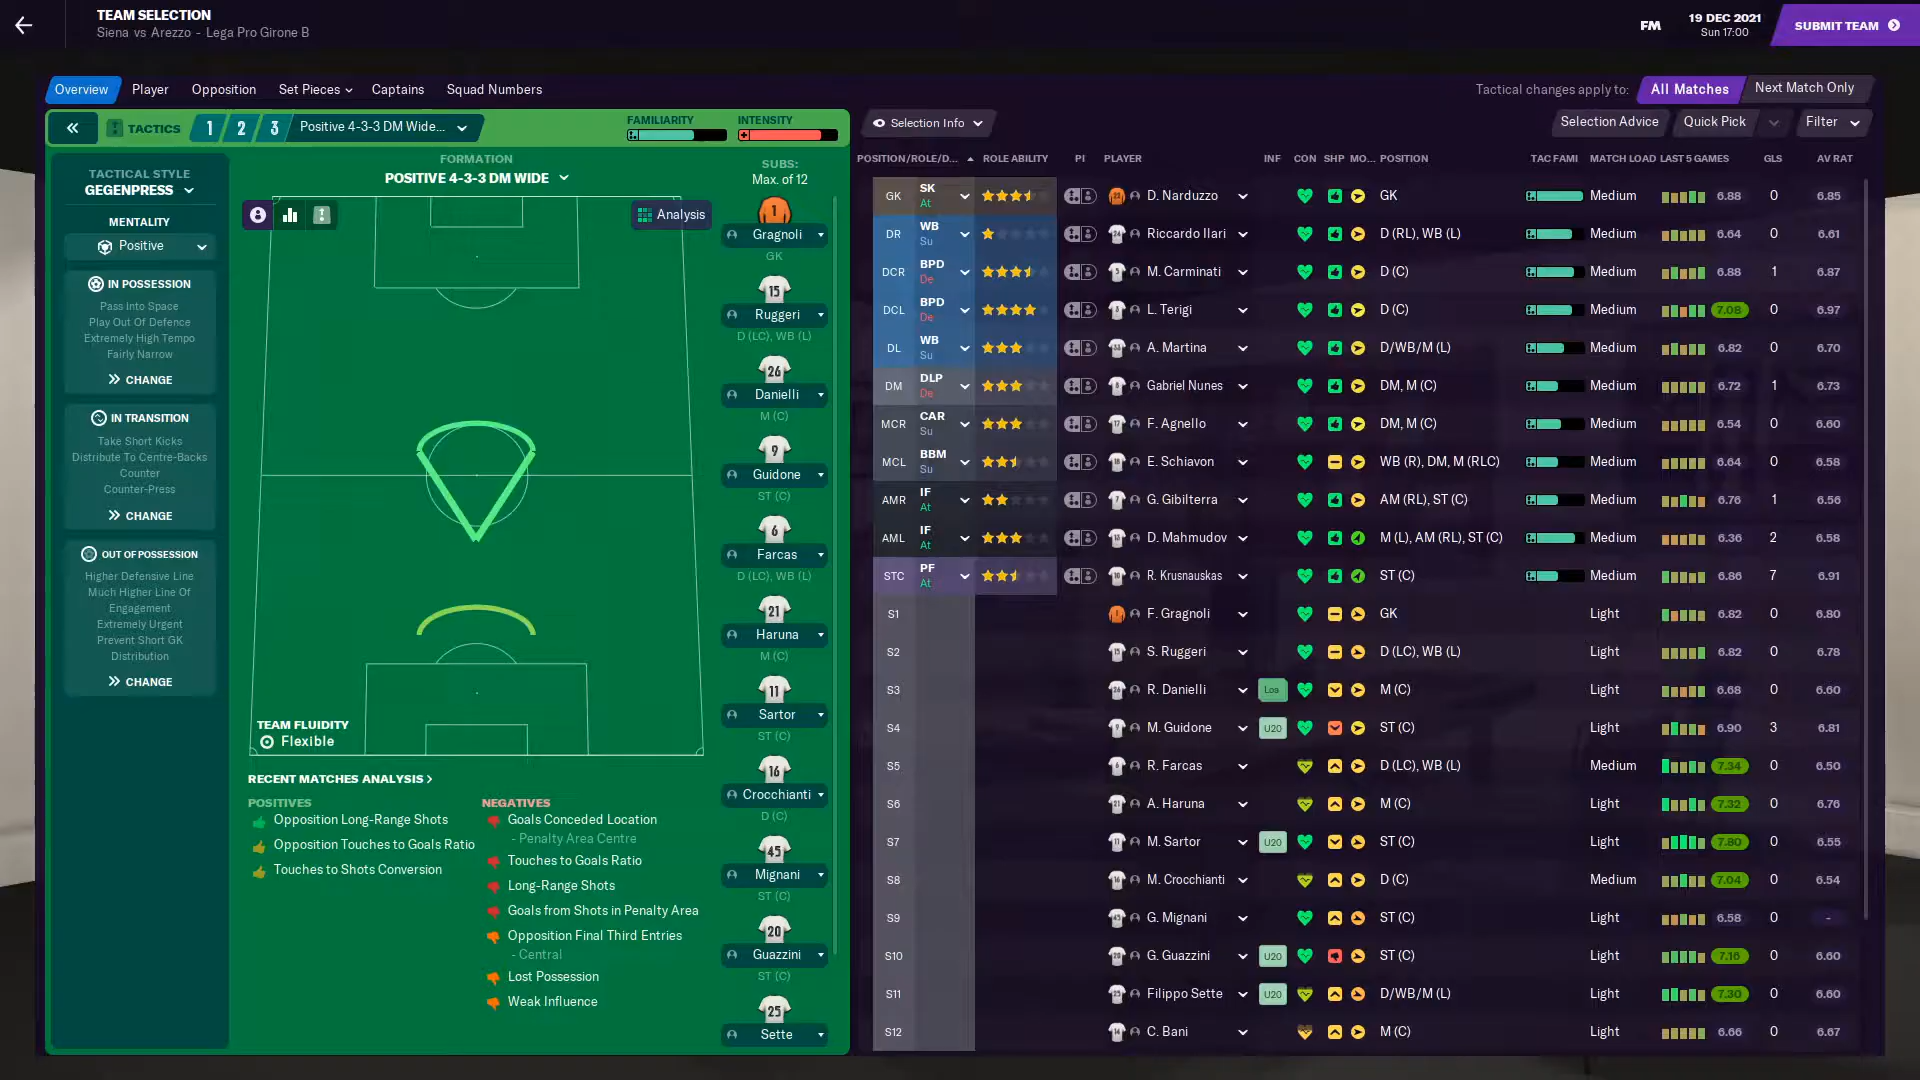 TEAM SELECTION
Siena vs Arezzo - Lega Pro Girone B
FM
19 DEC 2021
Sun 17:00
SUBMIT TEAM
Overview
Player
Opposition
Set Pieces
Captains
Squad Numbers
Tactical changes apply to:
All Matches
Next Match Only
TACTICS
1
2
3
Positive 4-3-3 DM Wide...
FAMILIARITY
INTENSITY
Selection Info
Selection Advice
Quick Pick
Filter
TACTICAL STYLE
GEGENPRESS
MENTALITY
Positive
IN POSSESSION
Pass Into Space
Play Out Of Defence
Extremely High Tempo
Fairly Narrow
CHANGE
IN TRANSITION
Take Short Kicks
Distribute To Centre-Backs
Counter
Counter-Press
CHANGE
OUT OF POSSESSION
Higher Defensive Line
Much Higher Line Of
Engagement
Extremely Urgent
Prevent Short GK
Distribution
CHANGE
FORMATION
POSITIVE 4-3-3 DM WIDE
Analysis
TEAM FLUIDITY
Flexible
RECENT MATCHES ANALYSIS
POSITIVES
Opposition Long-Range Shots
Opposition Touches to Goals Ratio
Touches to Shots Conversion
NEGATIVES
Goals Conceded Location
- Penalty Area Centre
Touches to Goals Ratio
Long-Range Shots
Goals from Shots in Penalty Area
Opposition Final Third Entries
- Central
Lost Possession
Weak Influence
SUBS:
Max. of 12
1
Gragnoli
GK
15
Ruggeri
D (LC), WB (L)
26
Danielli
M (C)
9
Guidone
ST (C)
6
Farcas
D (LC), WB (L)
21
Haruna
M (C)
11
Sartor
ST (C)
16
Crocchianti
D (C)
45
Mignani
ST (C)
20
Guazzini
ST (C)
25
Sette
POSITION/ROLE/D... ROLE ABILITY PI PLAYER INF CON SHP MO... POSITION TAC FAMI MATCH LOAD LAST 5 GAMES GLS AV RAT
GK SK At D. Narduzzo GK Medium 6.88 0 6.85
DR WB Su Riccardo Ilari D (RL), WB (L) Medium 6.64 0 6.61
DCR BPD De M. Carminati D (C) Medium 6.88 1 6.87
DCL BPD De L. Terigi D (C) Medium 7.08 0 6.97
DL WB Su A. Martina D/WB/M (L) Medium 6.82 0 6.70
DM DLP De Gabriel Nunes DM, M (C) Medium 6.72 1 6.73
MCR CAR Su F. Agnello DM, M (C) Medium 6.54 0 6.60
MCL BBM Su E. Schiavon WB (R), DM, M (RLC) Medium 6.64 0 6.58
AMR IF At G. Gibilterra AM (RL), ST (C) Medium 6.76 1 6.56
AML IF At D. Mahmudov M (L), AM (RL), ST (C) Medium 6.36 2 6.58
STC PF At R. Krusnauskas ST (C) Medium 6.86 7 6.91
S1 F. Gragnoli GK Light 6.82 0 6.80
S2 S. Ruggeri D (LC), WB (L) Light 6.82 0 6.78
S3 R. Danielli Loa M (C) Light 6.68 0 6.60
S4 M. Guidone U20 ST (C) Light 6.90 3 6.81
S5 R. Farcas D (LC), WB (L) Medium 7.34 0 6.50
S6 A. Haruna M (C) Light 7.32 0 6.76
S7 M. Sartor U20 ST (C) Light 7.80 0 6.55
S8 M. Crocchianti D (C) Medium 7.04 0 6.54
S9 G. Mignani ST (C) Light 6.58 0 -
S10 G. Guazzini U20 ST (C) Light 7.16 0 6.60
S11 Filippo Sette U20 D/WB/M (L) Light 7.30 0 6.60
S12 C. Bani M (C) Light 6.66 0 6.67